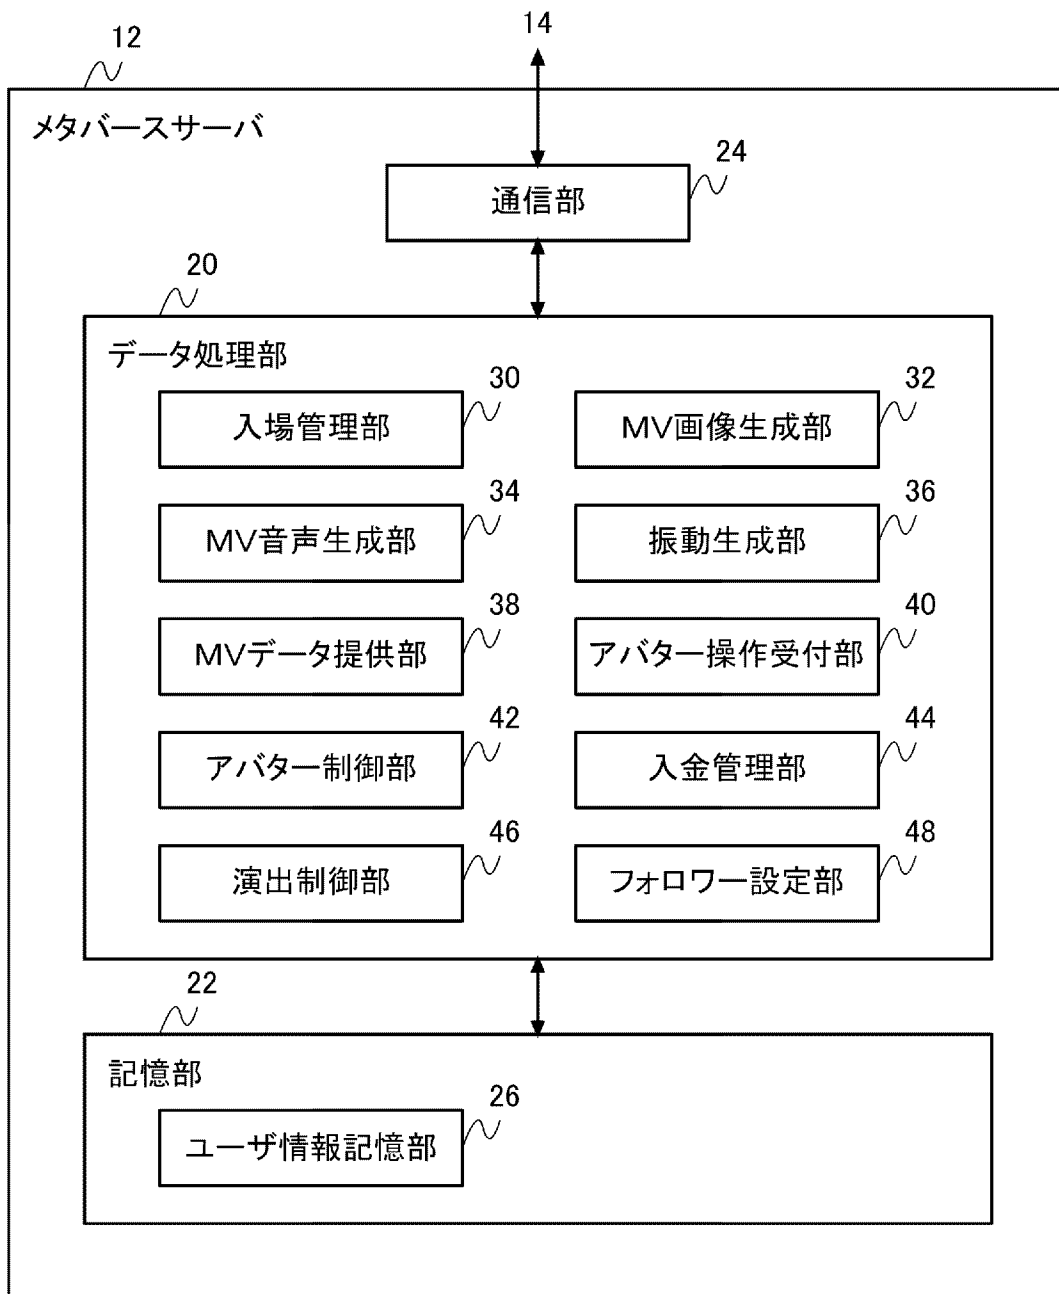 14
12
メタバースサーバ
24
通信部
20
データ処理部
30
入場管理部
32
MV画像生成部
34
MV音声生成部
36
振動生成部
38
MVデータ提供部
40
アバター操作受付部
42
アバター制御部
44
入金管理部
46
演出制御部
48
フォロワー設定部
22
記憶部
26
ユーザ情報記憶部